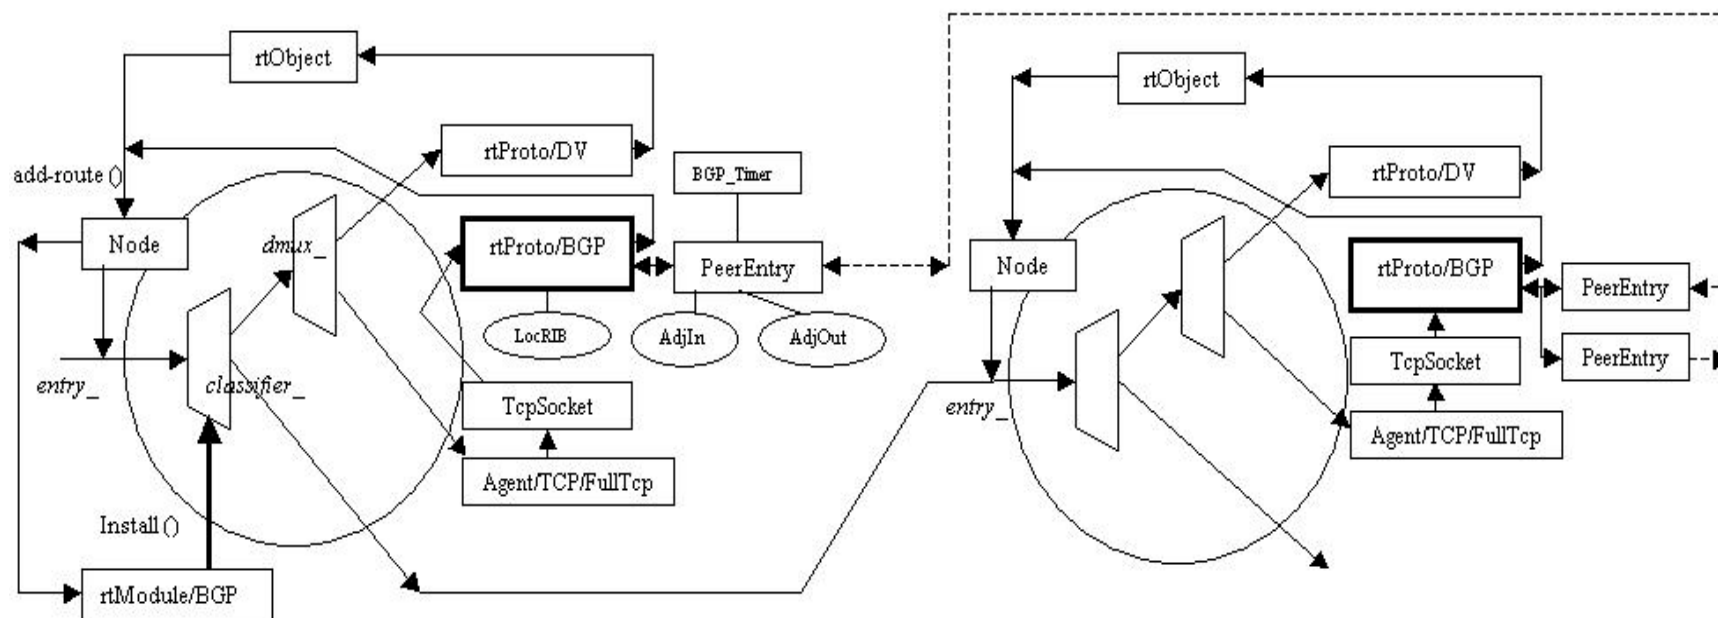 rtObject
rtProto/DV
add-route ()
BGP_Timer
Node
dmux_
rtProto/BGP
PeerEntry
LocRIB
AdjIn
AdjOut
entry_
classifier_
TcpSocket
Agent/TCP/FullTcp
Install ()
rtModule/BGP
rtObject
rtProto/DV
Node
rtProto/BGP
PeerEntry
TcpSocket
PeerEntry
entry_
Agent/TCP/FullTcp